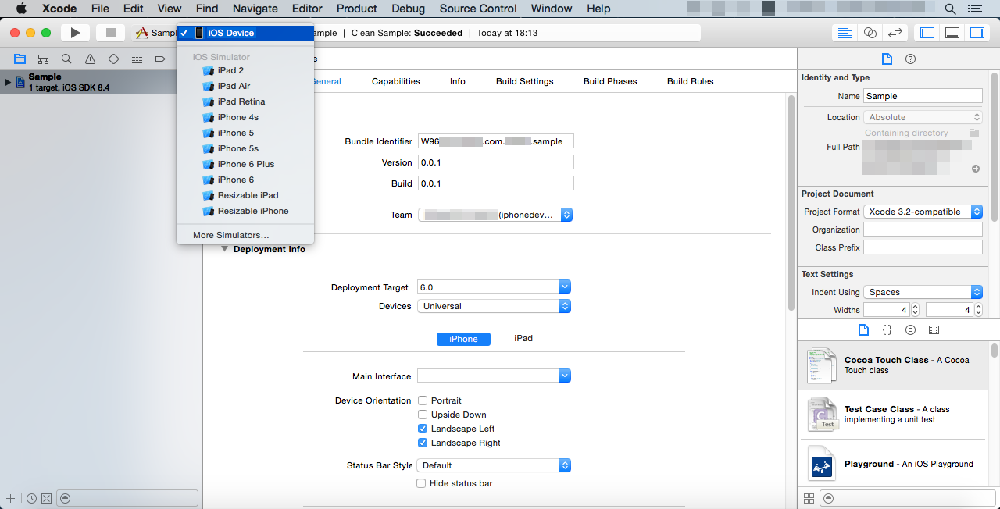 Xcode File Edit View Find Navigate Editor Product Debug Source Control Window Help
iOS Device
ample | Clean Sample: Succeeded | Today at 18:13
iOS Simulator
iPad 2
iPad Air
iPad Retina
iPhone 4s
iPhone 5
iPhone 5s
iPhone 6 Plus
iPhone 6
Resizable iPad
Resizable iPhone
More Simulators...
Sample
1 target, iOS SDK 8.4
General Capabilities Info Build Settings Build Phases Build Rules
Bundle Identifier W96 .com. .sample
Version 0.0.1
Build 0.0.1
Team (iphonedev...
Deployment Info
Deployment Target 6.0
Devices Universal
iPhone iPad
Main Interface
Device Orientation Portrait
Upside Down
Landscape Left
Landscape Right
Status Bar Style Default
Hide status bar
Identity and Type
Name Sample
Location Absolute
Containing directory
Full Path
Project Document
Project Format Xcode 3.2-compatible
Organization
Class Prefix
Text Settings
Indent Using Spaces
Widths 4 4
Cocoa Touch Class - A Cocoa
Touch class
Test Case Class - A class
implementing a unit test
Test
Playground - An iOS Playground